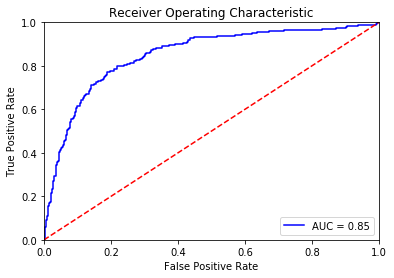 Receiver Operating Characteristic
1.0
0.8
0.6
0.4
0.2
0.0
True Positive Rate
AUC = 0.85
0.0 0.2 0.4 0.6 0.8 1.0
False Positive Rate